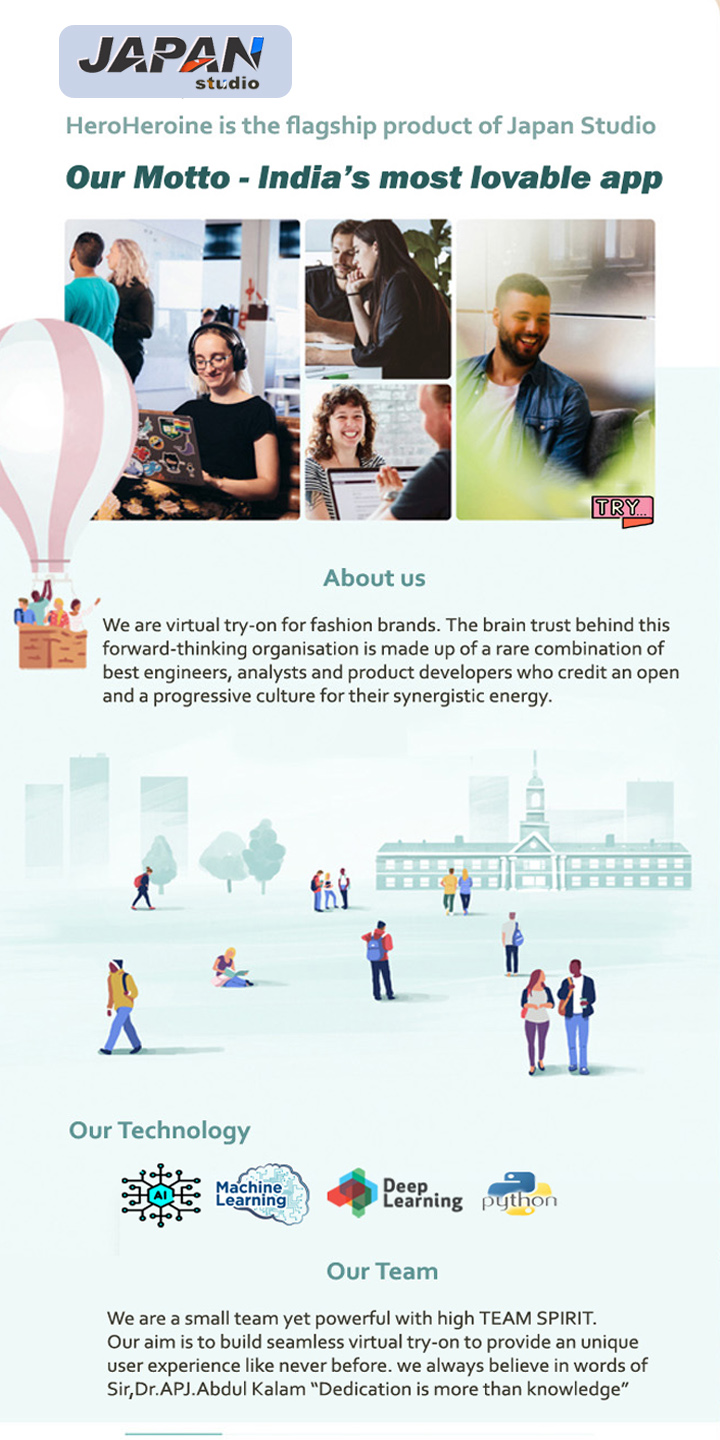 JAPAN
studio
HeroHeroine is the flagship product of Japan Studio
Our Motto - India's most lovable app
TRY...
About us
We are virtual try-on for fashion brands. The brain trust behind this
forward-thinking organisation is made up of a rare combination of
best engineers, analysts and product developers who credit an open
and a progressive culture for their synergistic energy.
Our Technology
AI
Machine
Learning
Deep
Learning
python
Our Team
We are a small team yet powerful with high TEAM SPIRIT.
Our aim is to build seamless virtual try-on to provide an unique
user experience like never before. we always believe in words of
Sir,Dr.APJ.Abdul Kalam “Dedication is more than knowledge”